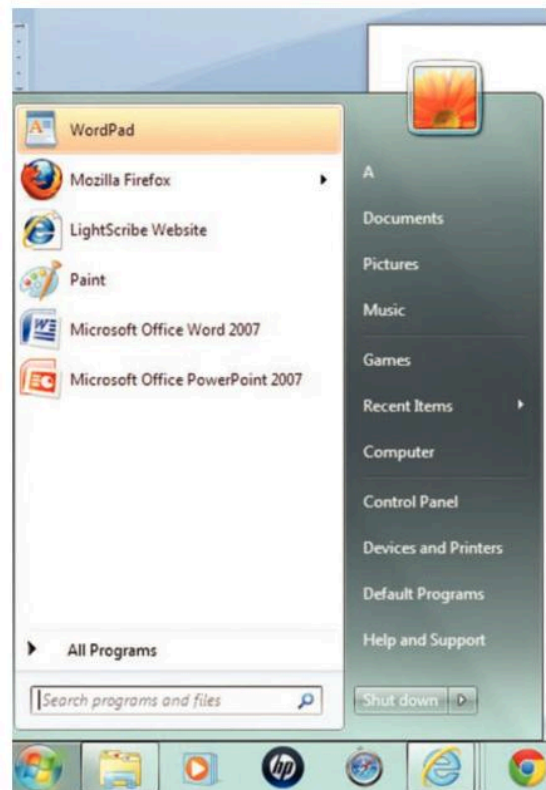 WordPad
Mozilla Firefox
LightScribe Website
Paint
Microsoft Office Word 2007
Microsoft Office PowerPoint 2007
All Programs
Search programs and files
A
Documents
Pictures
Music
Games
Recent Items
Computer
Control Panel
Devices and Printers
Default Programs
Help and Support
Shut down
hp